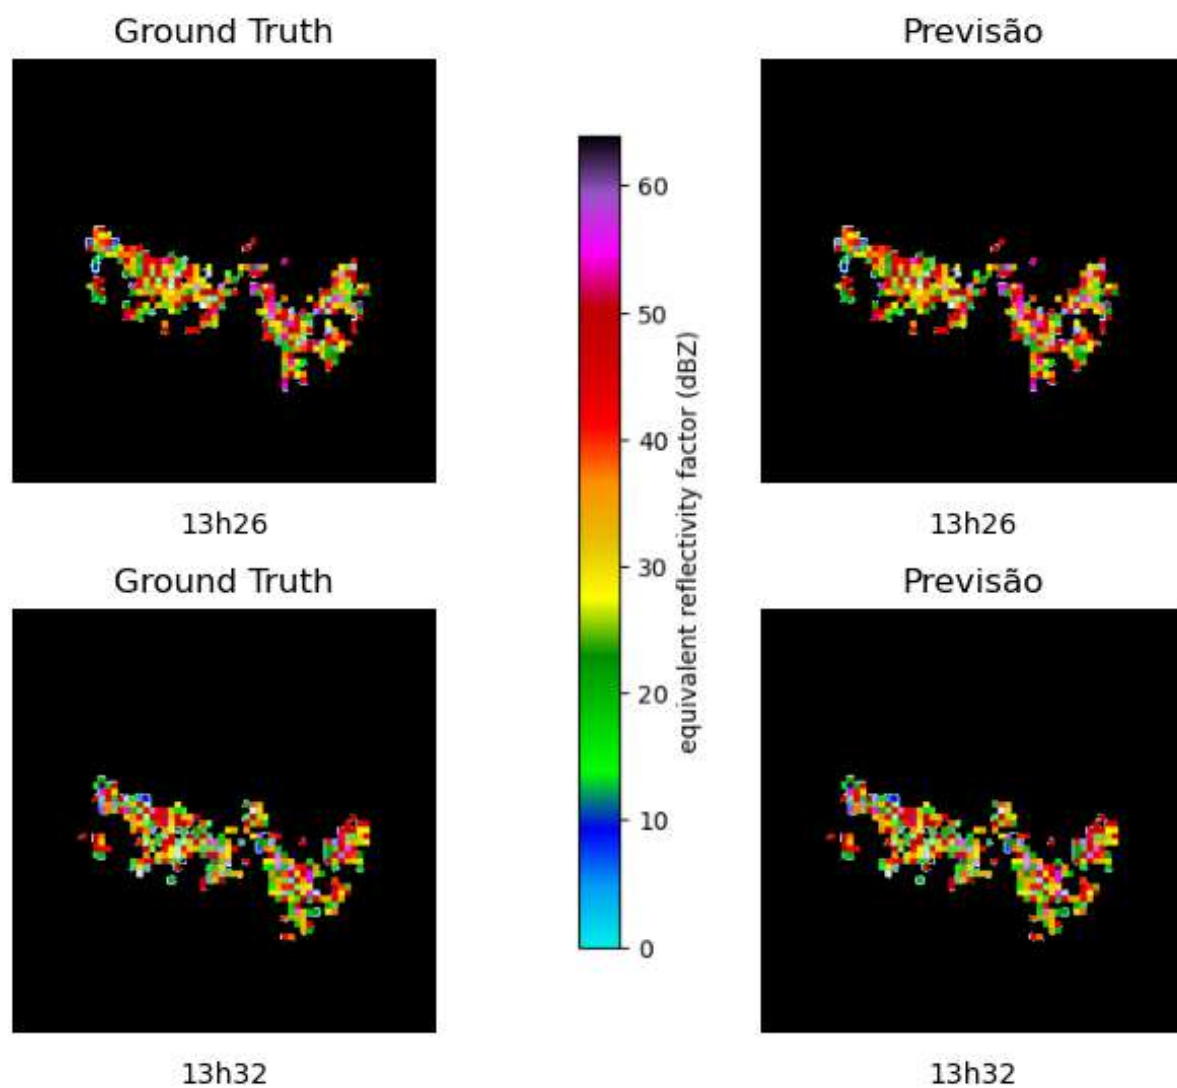 Ground Truth
Previsão
60
50
40
30
20
10
0
equivalent reflectivity factor (dBZ)
13h26
13h26
Ground Truth
Previsão
13h32
13h32